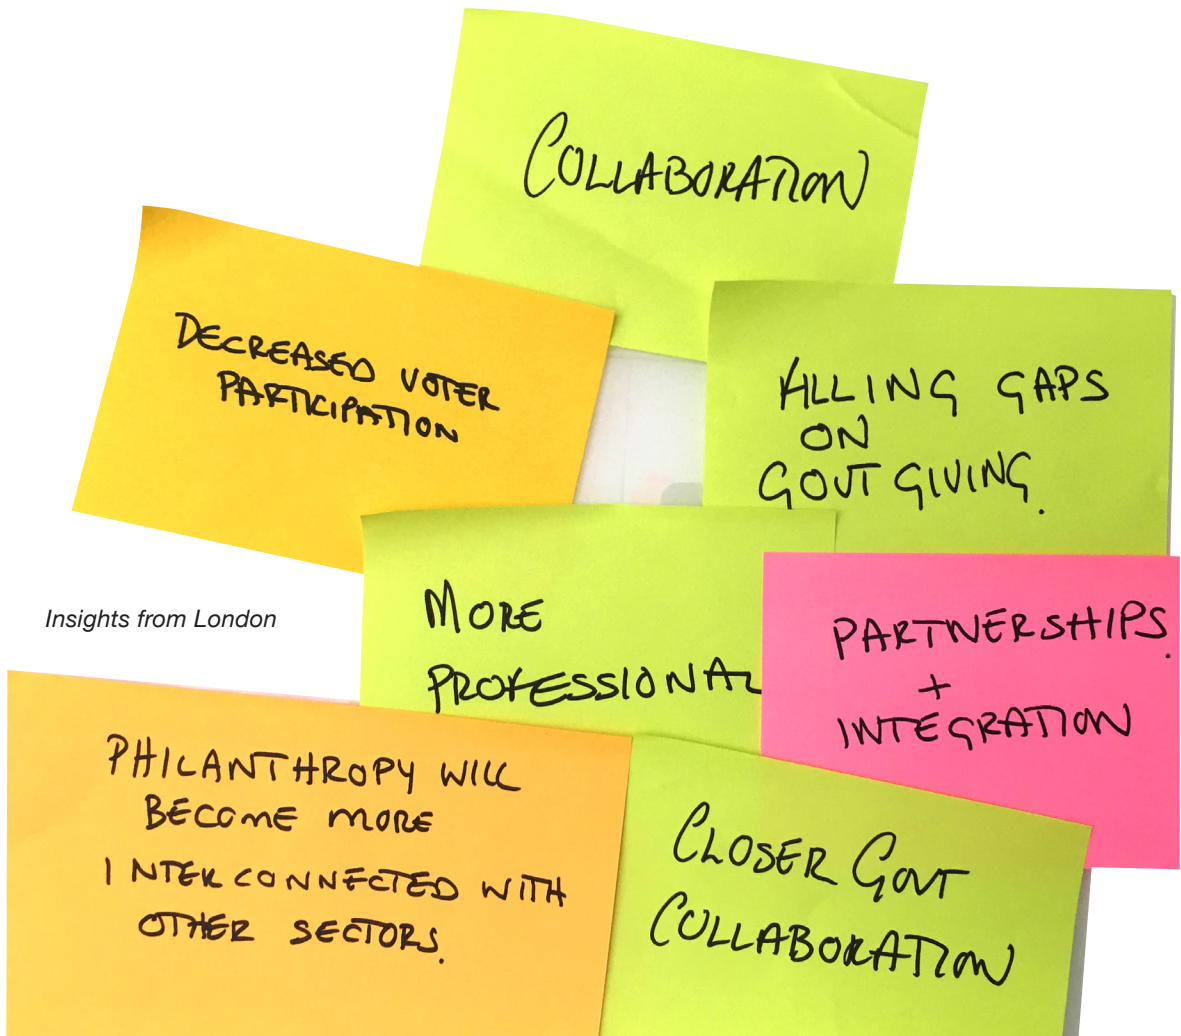 COLLABORATION
DECREASED VOTER
PARTICIPATION
FILLING GAPS
ON
GOVT GIVING.
MORE
PROFESSIONAL
Insights from London
PARTNERSHIPS.
+
INTEGRATION
PHILANTHROPY WILL
BECOME MORE
INTERCONNECTED WITH
OTHER SECTORS.
CLOSER GOVT
COLLABORATION